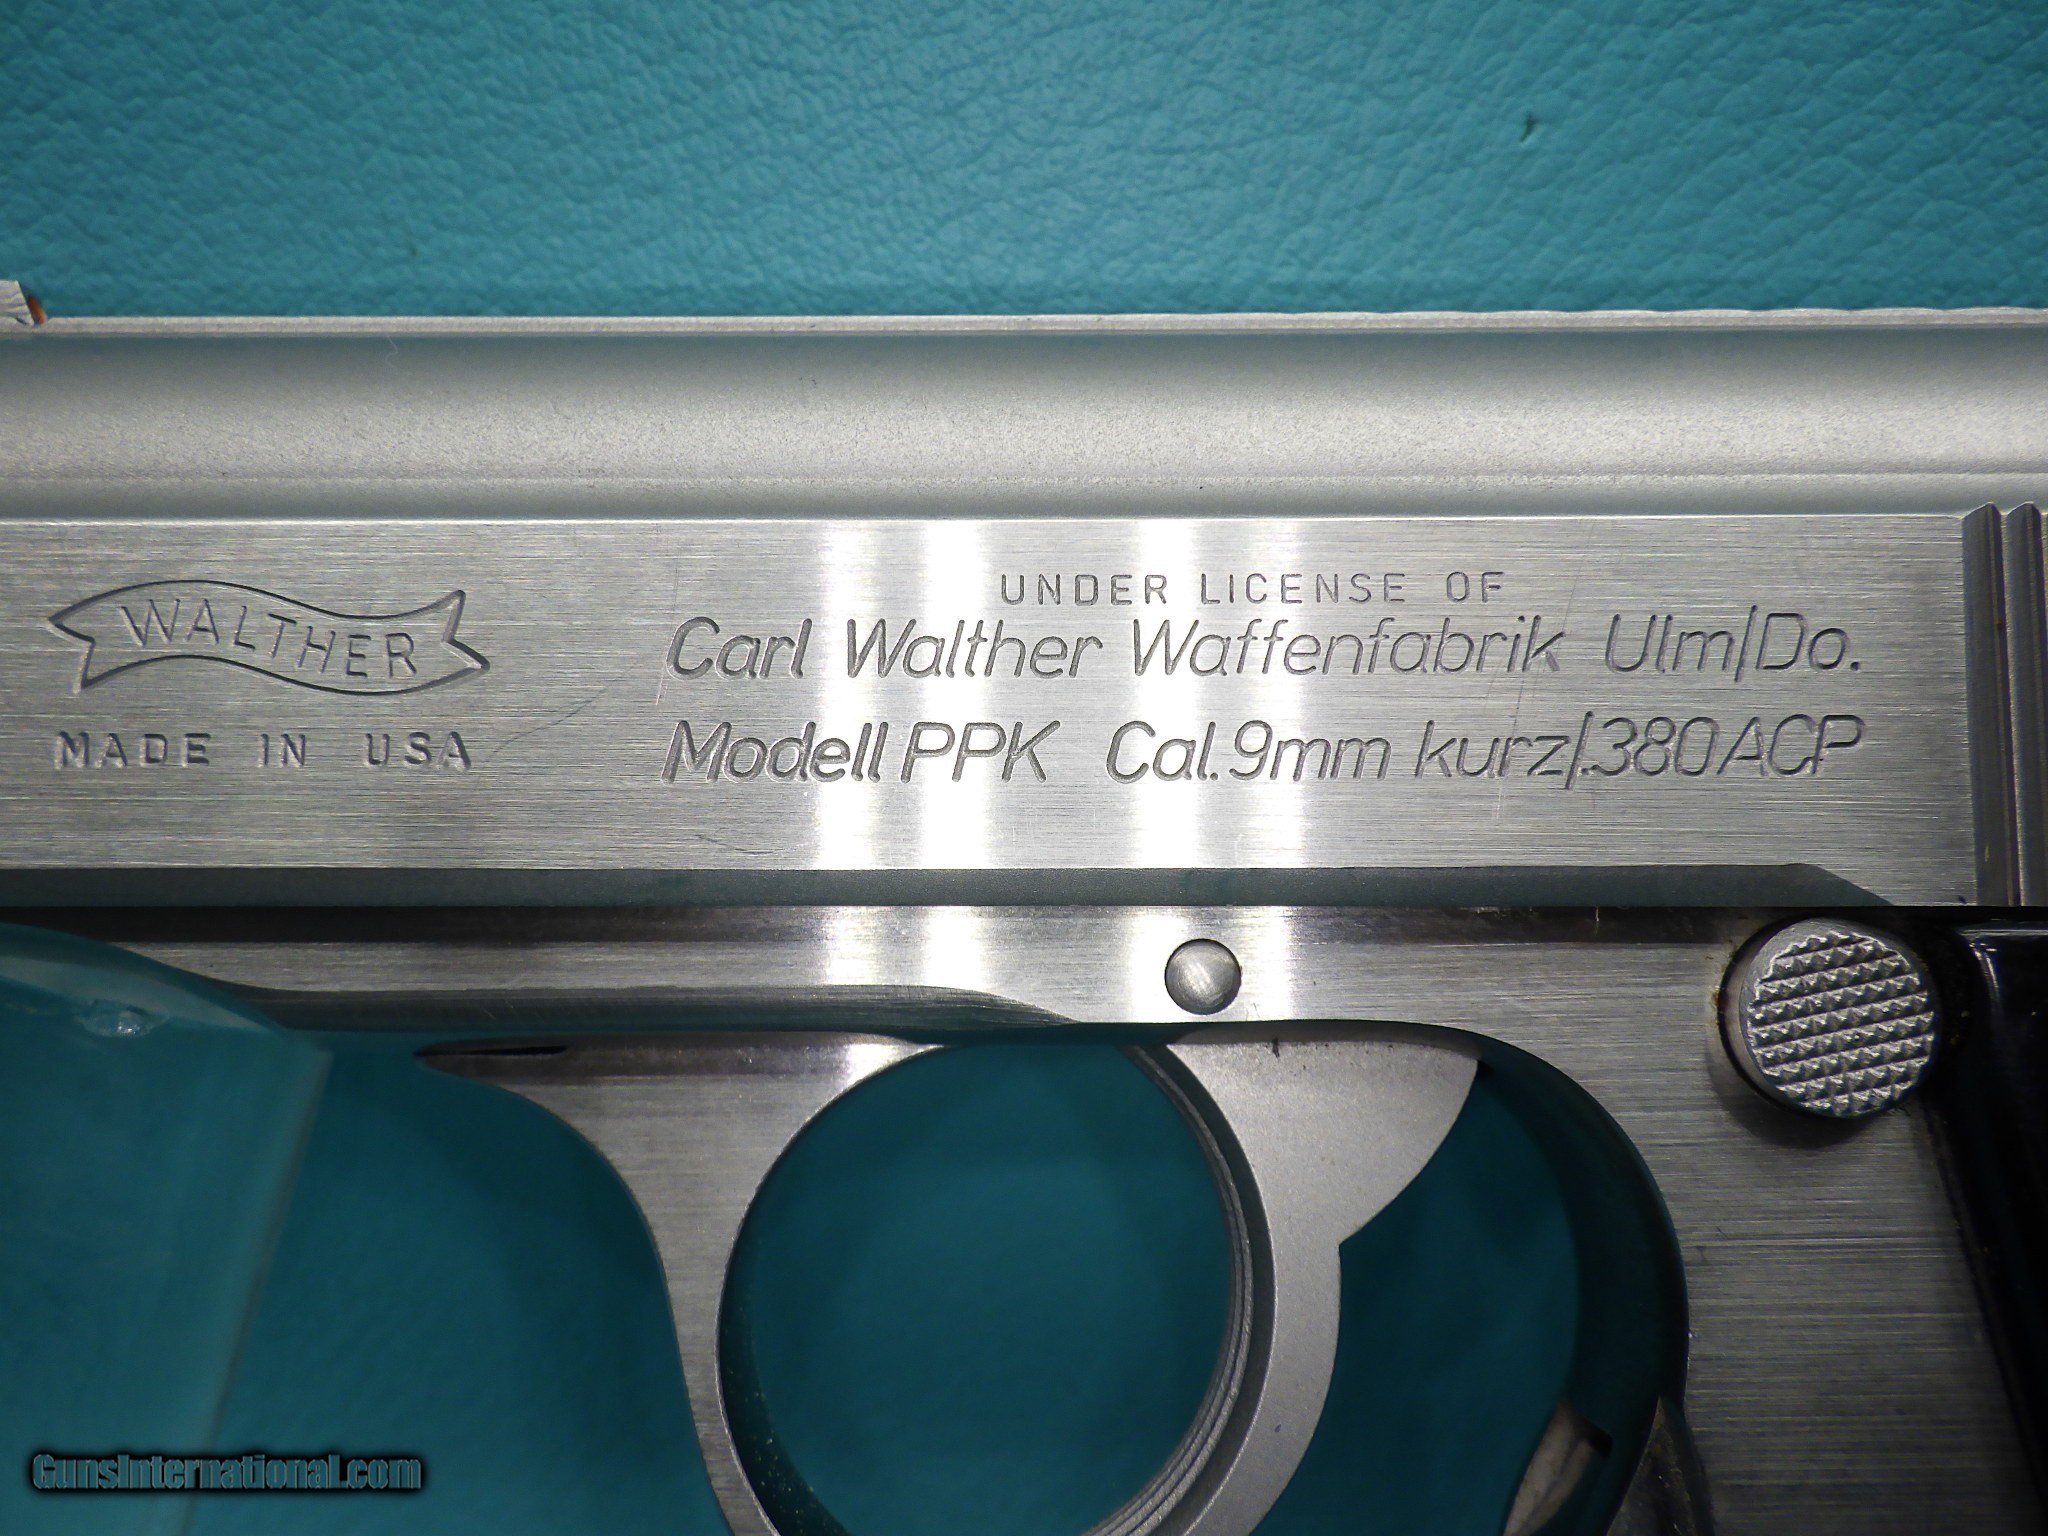 WALTHER
MADE IN USA
UNDER LICENSE OF
Carl Walther Waffenfabrik Ulm/Do.
Modell PPK Cal.9mm kurz/.380ACP
GunsInternational.com